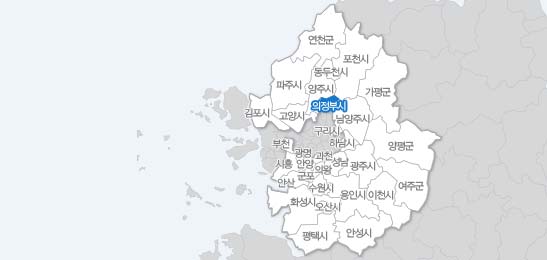 연천군
포천시
동두천시
파주시
양주시
가평군
의정부시
김포시
고양시
남양주시
구리시
부천
하남시
양평군
광명
과천
시흥
안양
의왕
성남
광주시
안산
군포
수원시
용인시
이천시
여주군
화성시
오산시
평택시
안성시